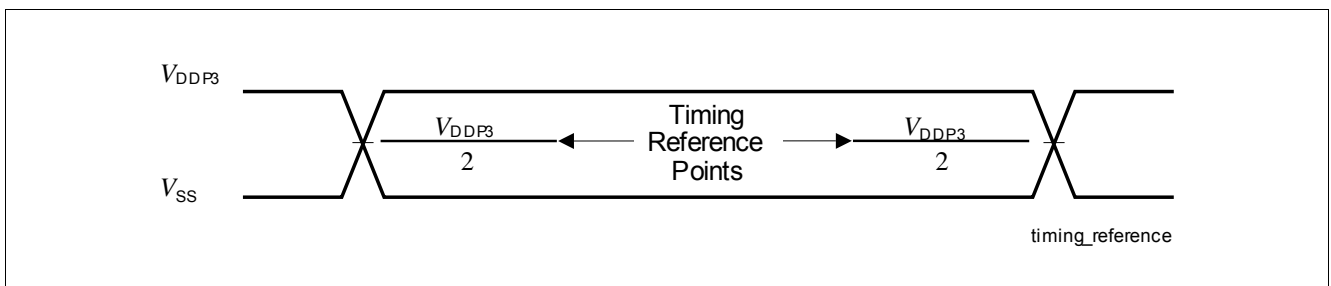 VDDP3
VDDP3
2
Timing
Reference
Points
VDDP3
2
VSS
timing_reference